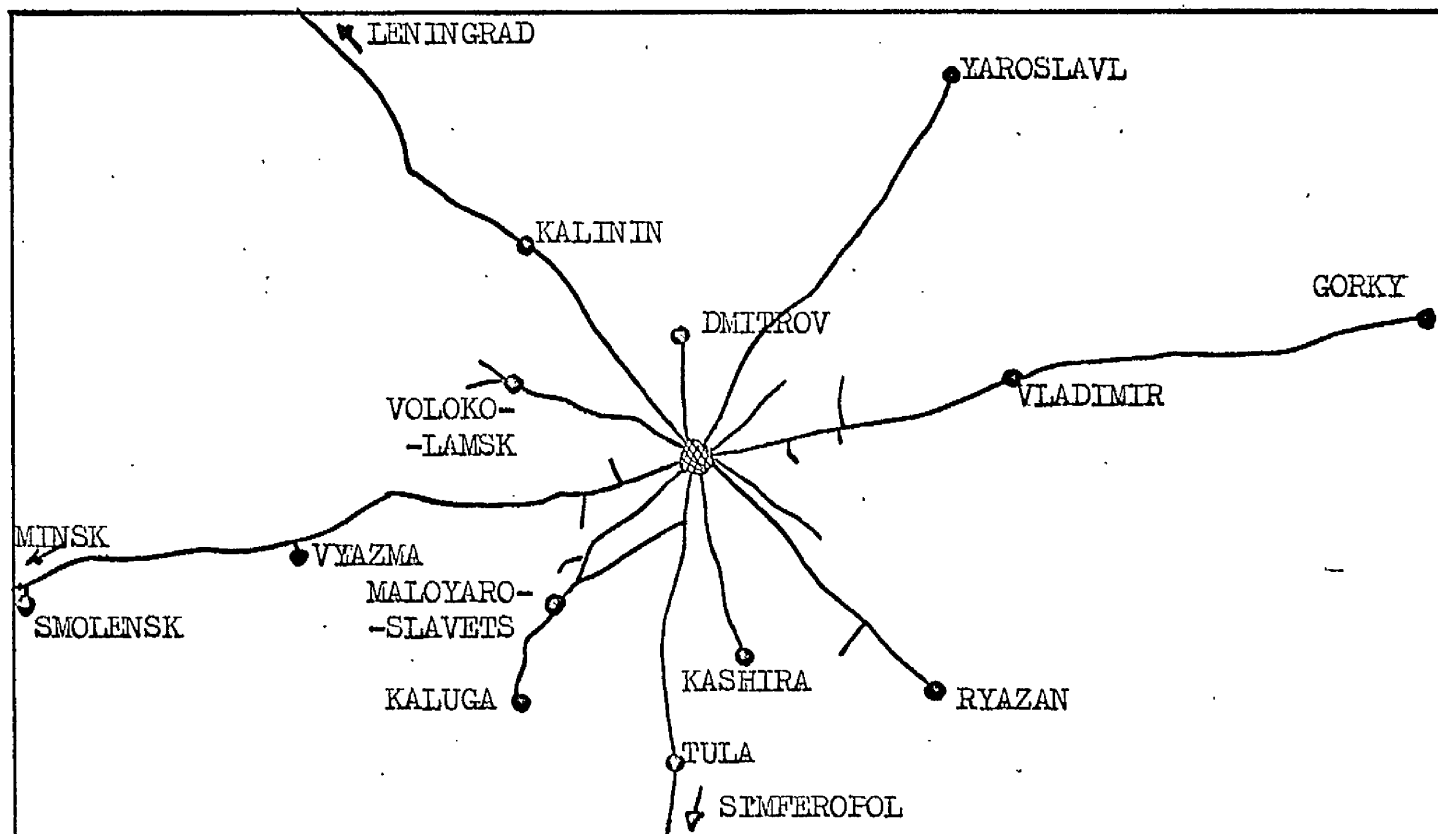 LENINGRAD
YAROSLAVL
KALININ
GORKY
DMITROV
VLADIMIR
VOLOKO-
-LAMSK
MINSK
VYAZMA
MALOYARO-
-SLAVETS
SMOLENSK
KASHIRA
KALUGA
RYAZAN
TULA
SIMFEROPOL